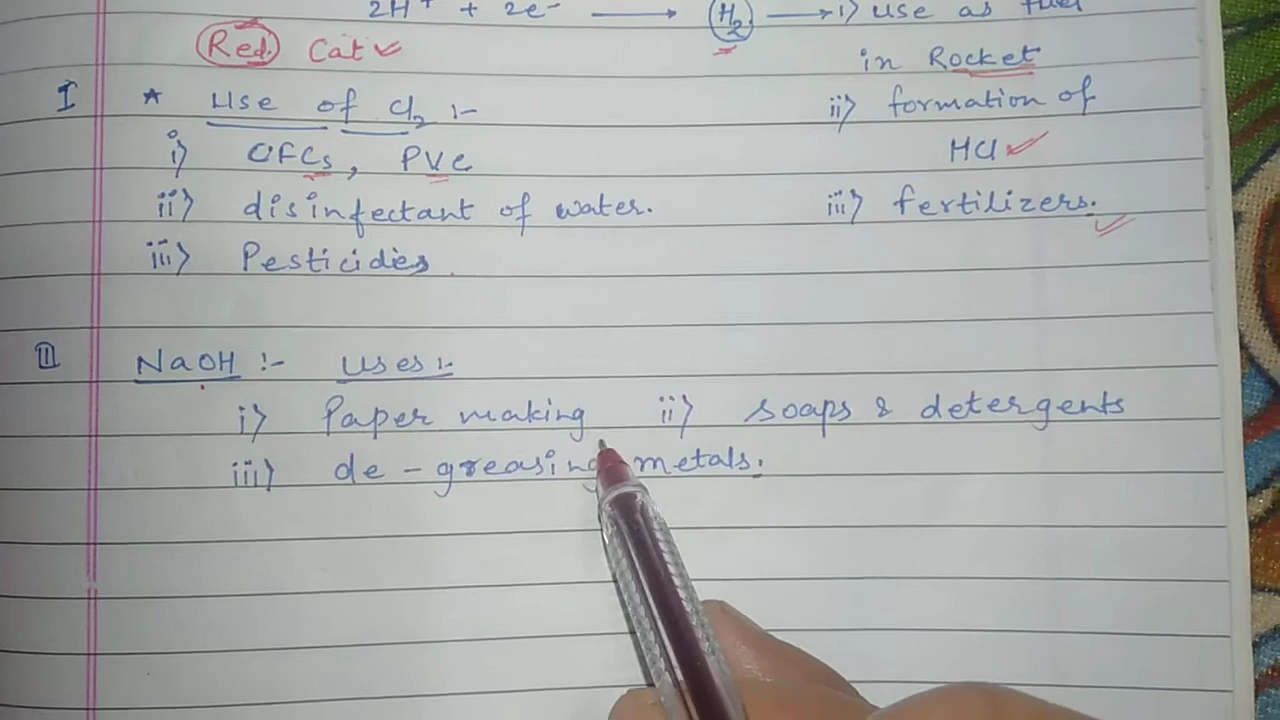 2H⁺ + 2e⁻ ⟶ H₂ ⟶ i) use as fuel
Red. Cat ✓ in Rocket
I * Use of Cl₂ :-
ii) formation of
i) CFCs, PVC
HCl ✓
ii) disinfectant of water.
iii) fertilizers. ✓
iii) Pesticides.
II NaOH :- Uses :-
i) Paper making ii) soaps & detergents
iii) de-greasing metals.